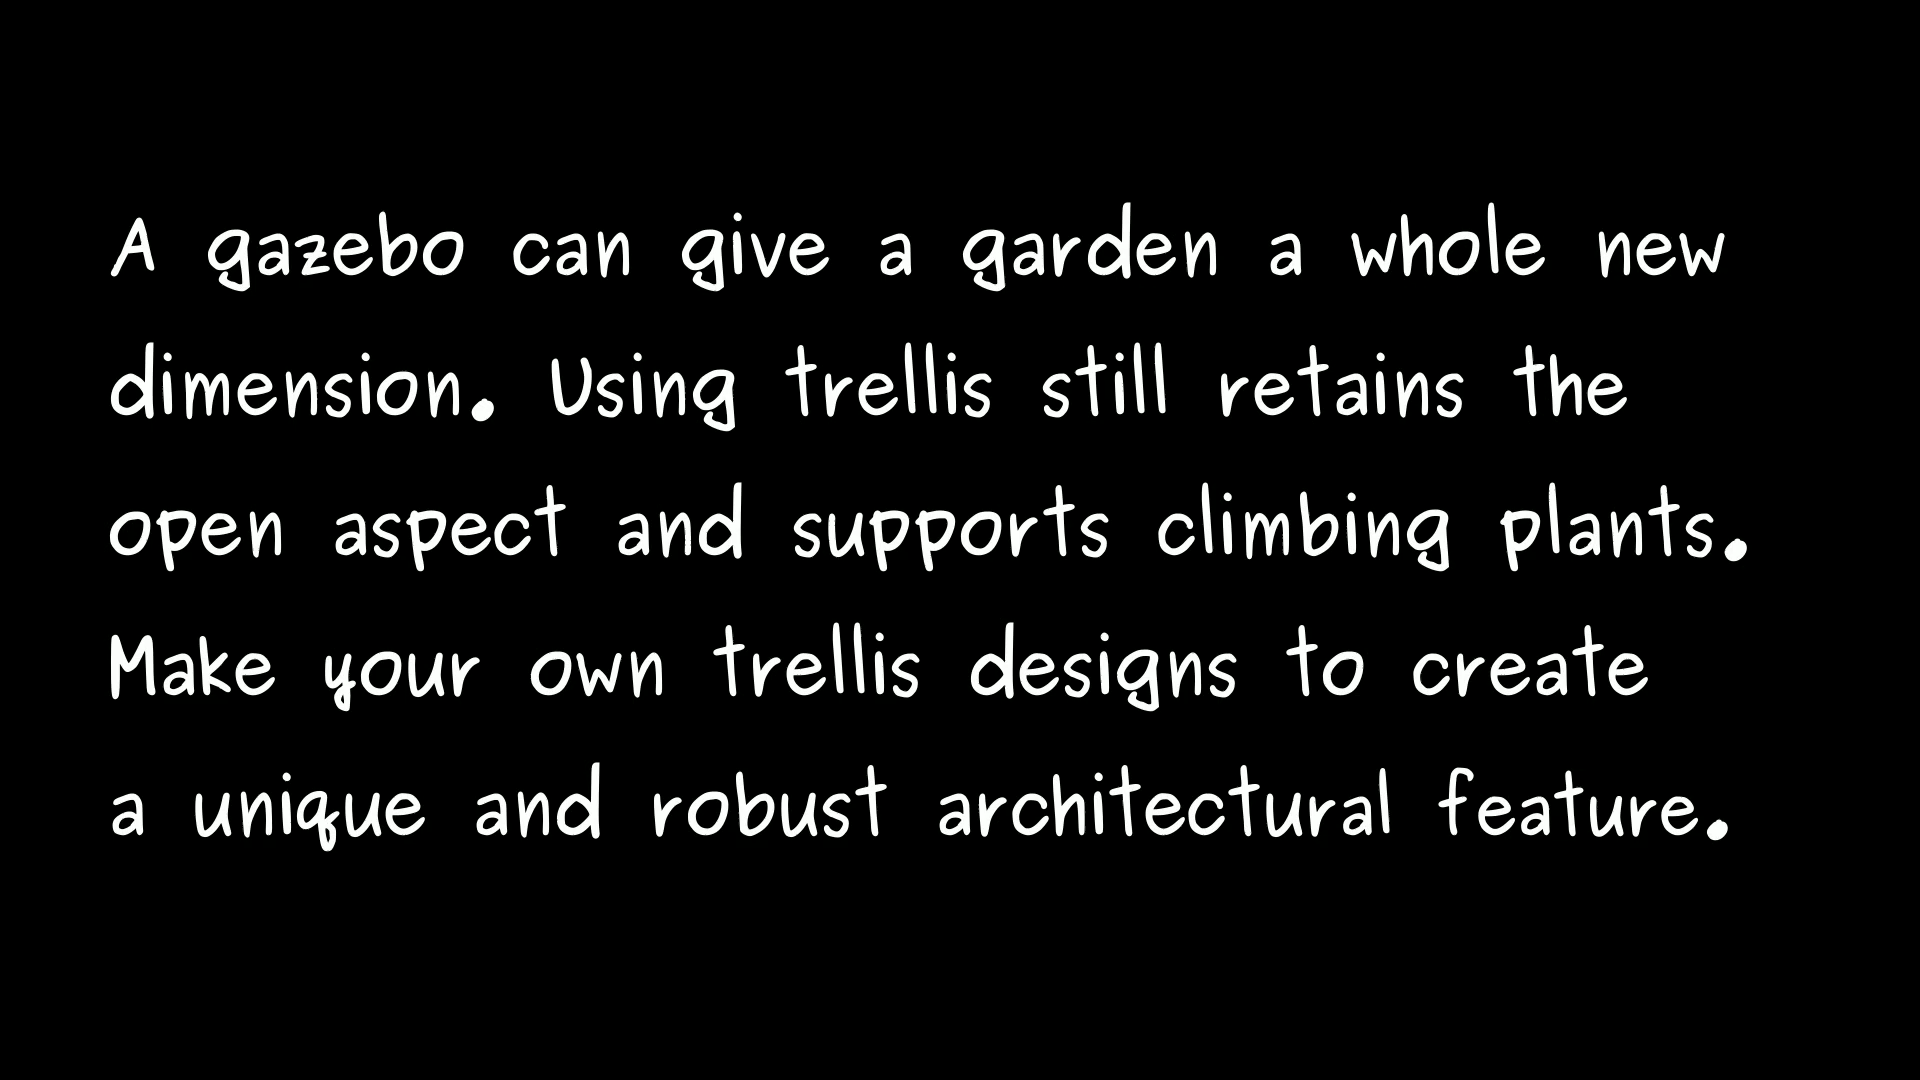 A gazebo can give a garden a whole new
dimension. Using trellis still retains the
open aspect and supports climbing plants.
Make your own trellis designs to create
a unique and robust architectural feature.